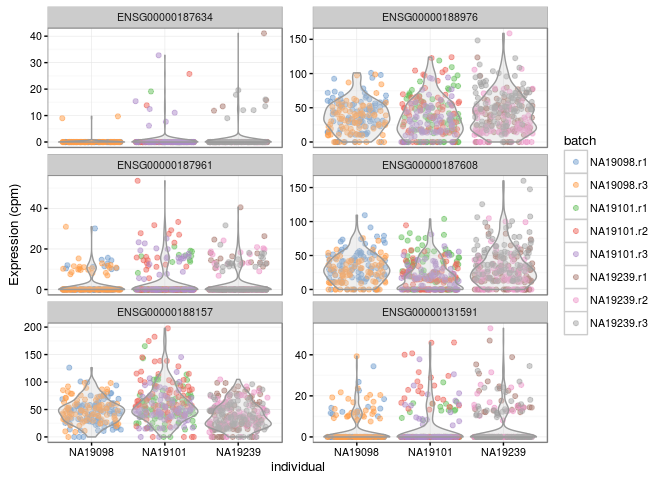 ENSG00000187634
ENSG00000188976
40
30
20
10
0
150
100
50
0
ENSG00000187961
ENSG00000187608
40
20
0
150
100
50
0
ENSG00000188157
ENSG00000131591
200
150
100
50
0
40
20
0
NA19098
NA19101
NA19239
NA19098
NA19101
NA19239
Expression (cpm)
individual
batch
NA19098.r1
NA19098.r3
NA19101.r1
NA19101.r2
NA19101.r3
NA19239.r1
NA19239.r2
NA19239.r3